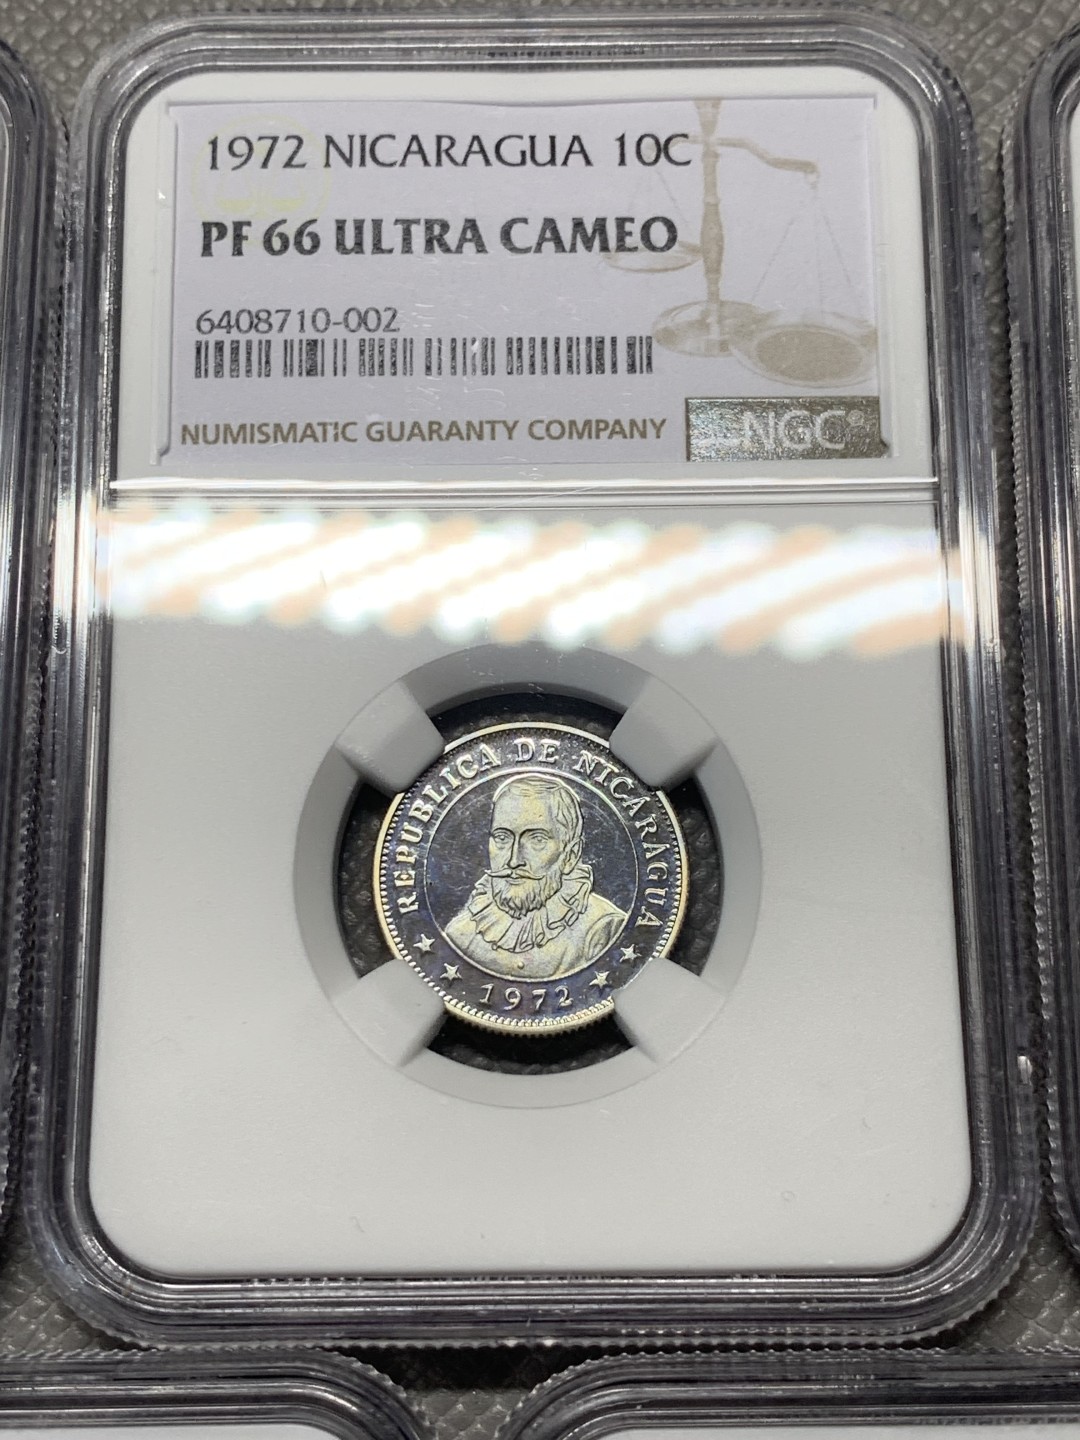 1972 NICARAGUA 10C
PF 66 ULTRA CAMEO
6408710-002
NUMISMATIC GUARANTY COMPANY
NGC®
REPUBLICA DE NICARAGUA
1972